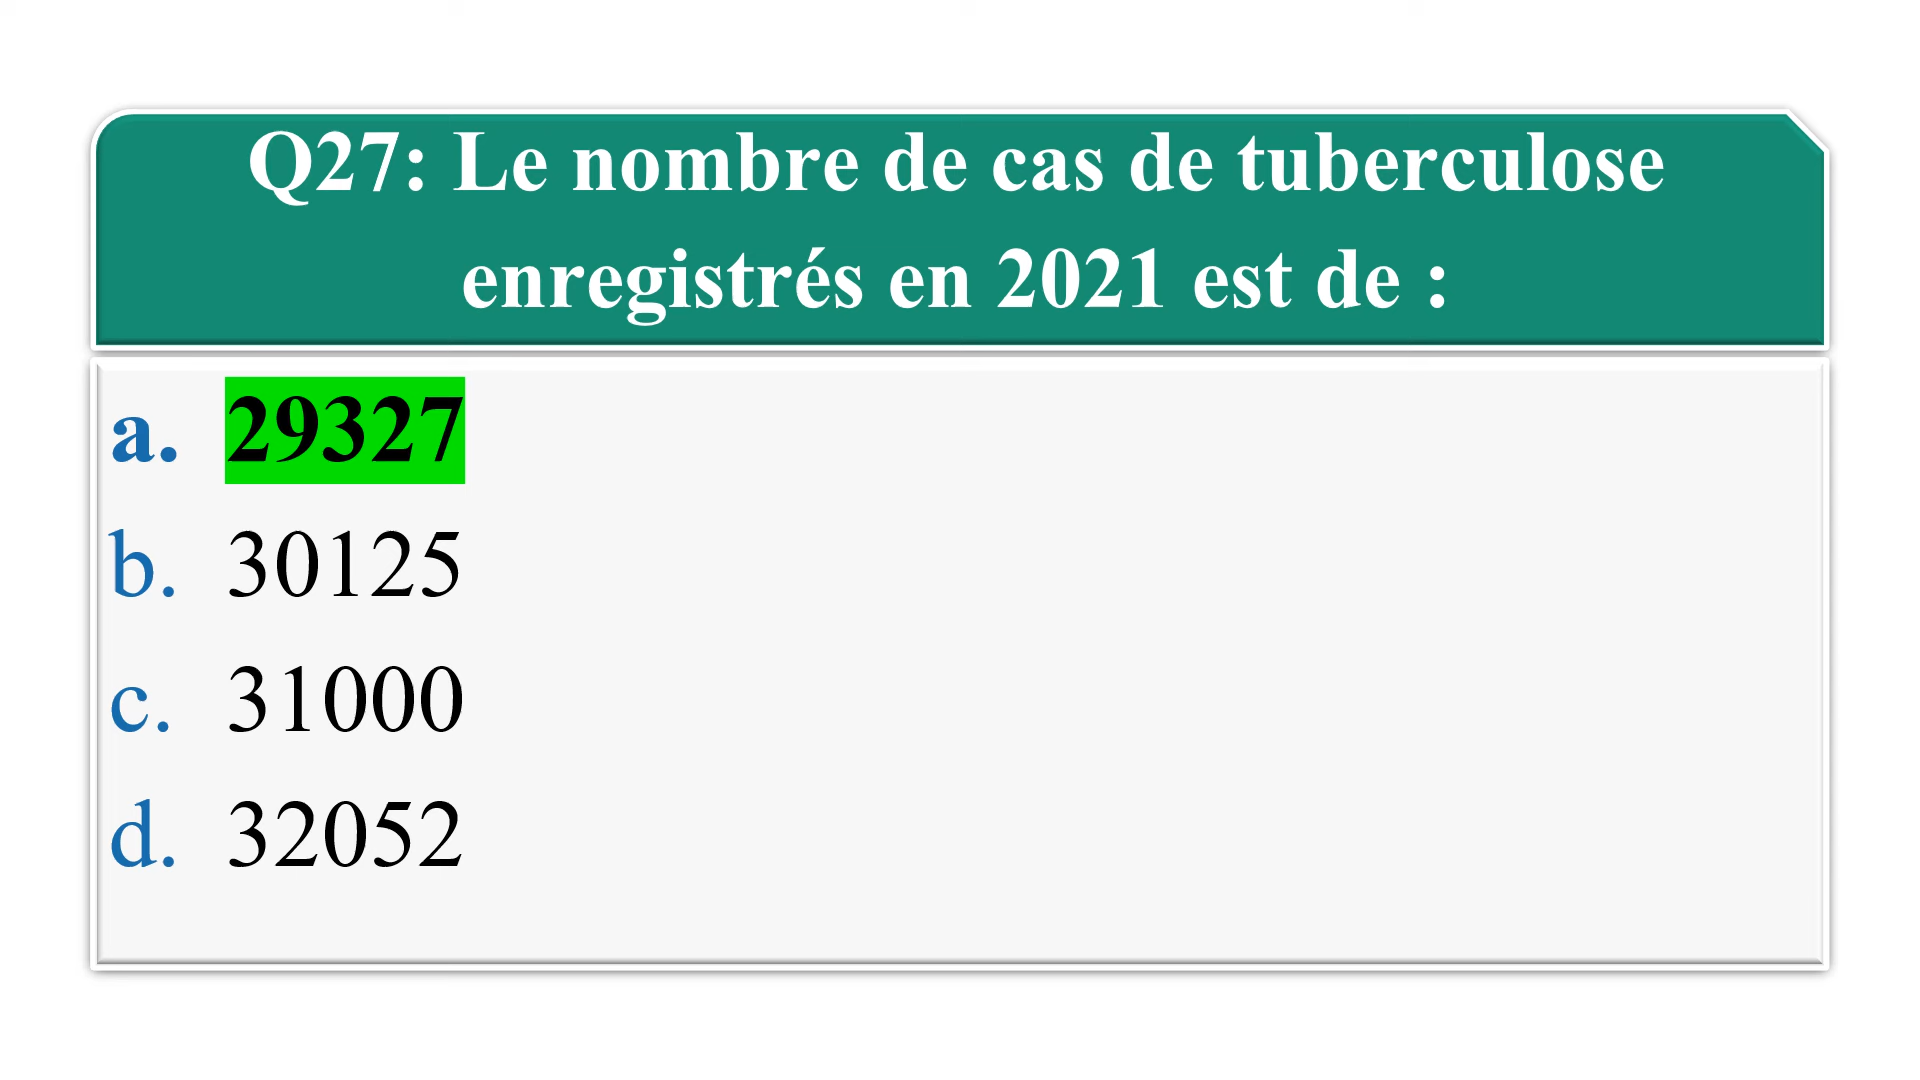 Q27: Le nombre de cas de tuberculose
enregistrés en 2021 est de :
a. 29327
b. 30125
c. 31000
d. 32052